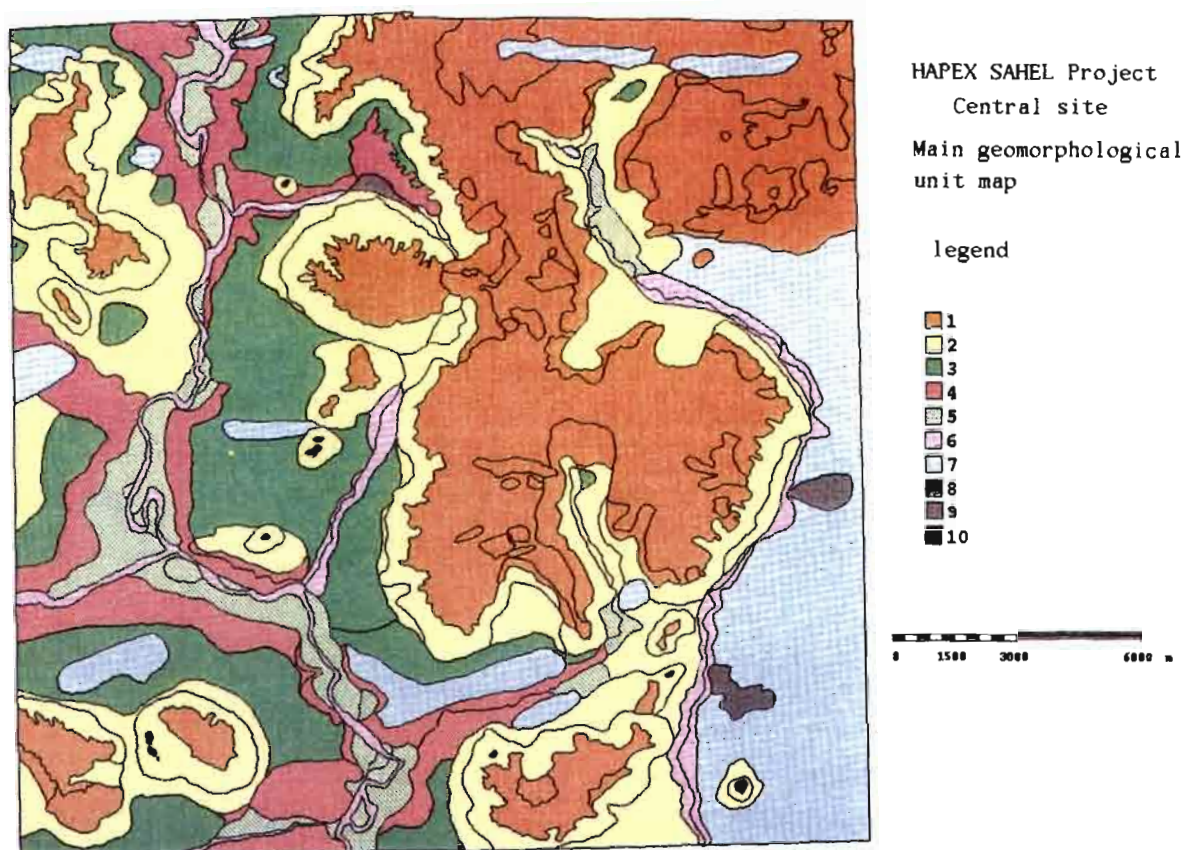 HAPEX SAHEL Project
Central site
Main geomorphological
unit map
legend
1
2
3
4
5
6
7
8
9
10
0 1500 3000 6000 m